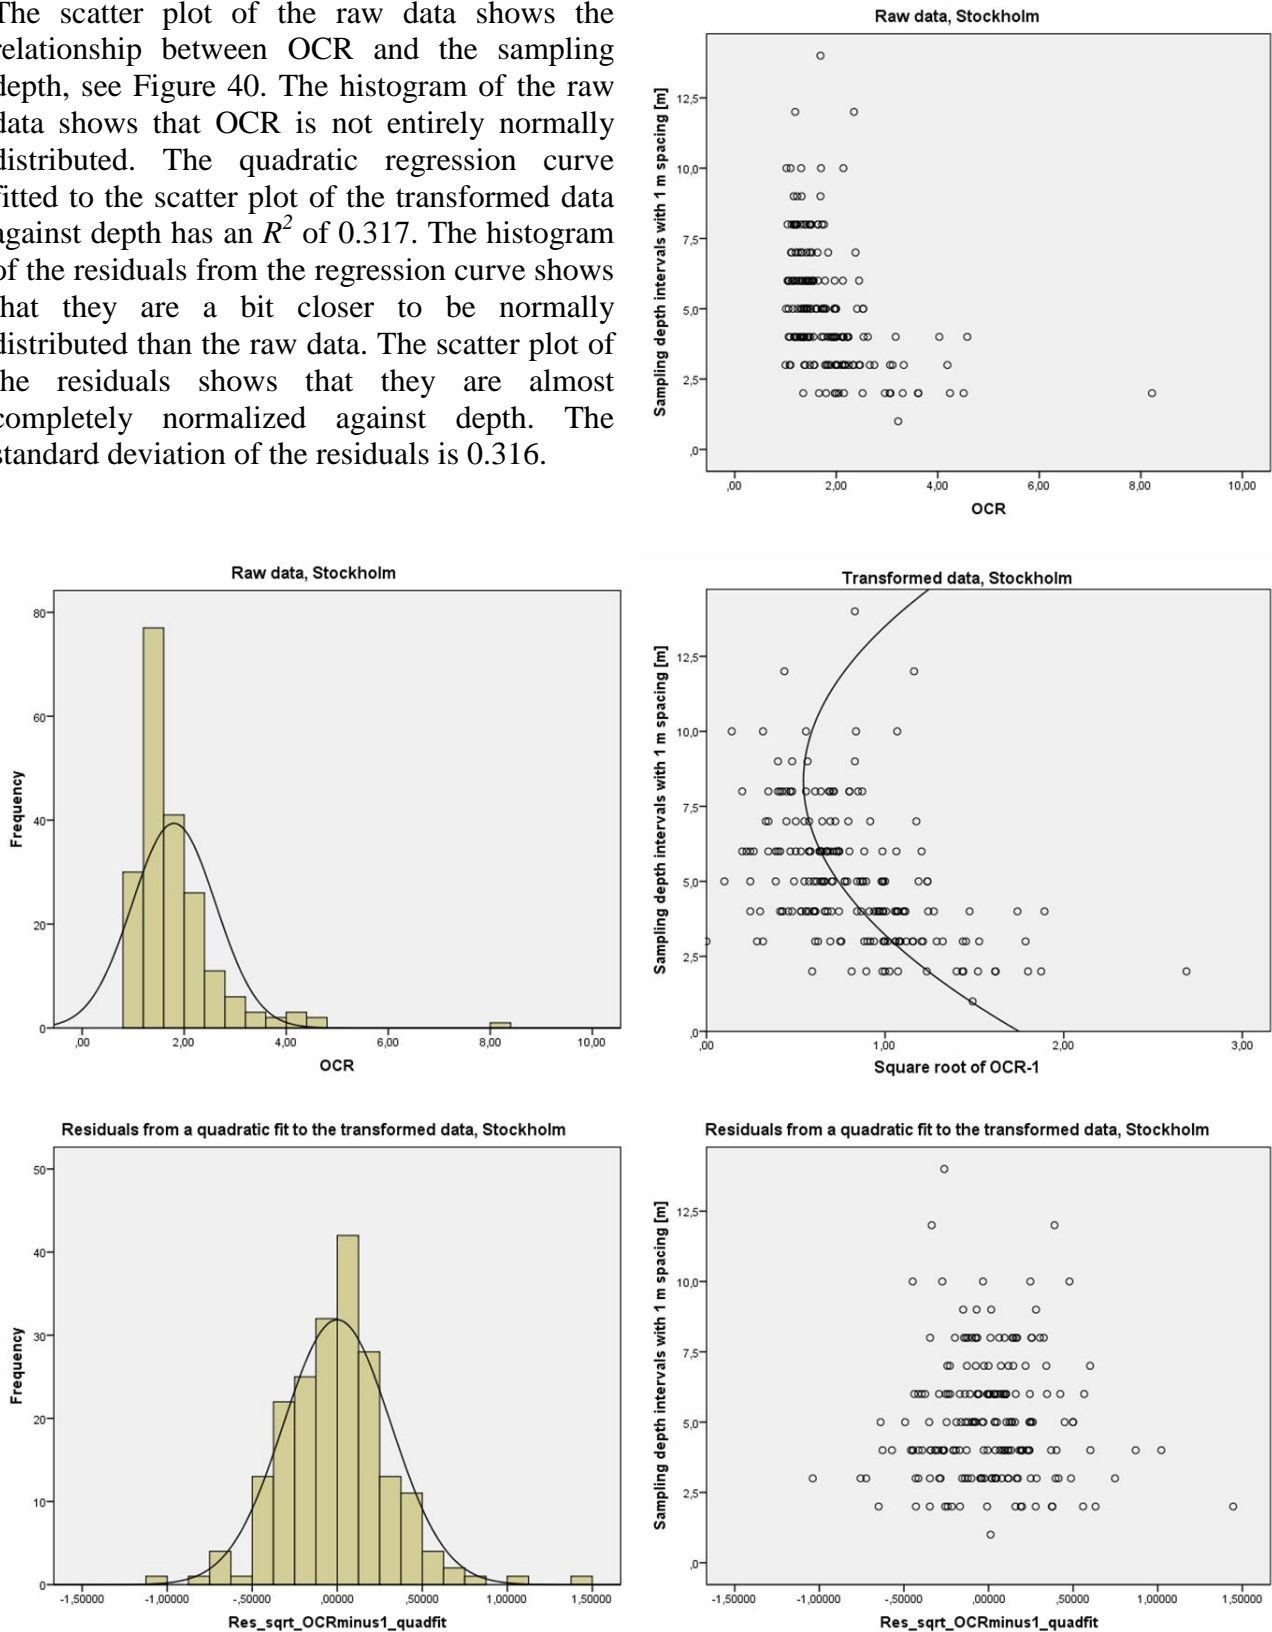 The scatter plot of the raw data shows the
relationship between OCR and the sampling
depth, see Figure 40. The histogram of the raw
data shows that OCR is not entirely normally
distributed. The quadratic regression curve
fitted to the scatter plot of the transformed data
against depth has an R² of 0.317. The histogram
of the residuals from the regression curve shows
that they are a bit closer to be normally
distributed than the raw data. The scatter plot of
the residuals shows that they are almost
completely normalized against depth. The
standard deviation of the residuals is 0.316.
Raw data, Stockholm
Sampling depth intervals with 1 m spacing [m]
12,5
10,0
7,5
5,0
2,5
,0
,00 2,00 4,00 6,00 8,00 10,00
OCR
Raw data, Stockholm
Frequency
80
60
40
20
0
,00 2,00 4,00 6,00 8,00 10,00
OCR
Transformed data, Stockholm
Sampling depth intervals with 1 m spacing [m]
12,5
10,0
7,5
5,0
2,5
,0
,00 1,00 2,00 3,00
Square root of OCR-1
Residuals from a quadratic fit to the transformed data, Stockholm
Frequency
50
40
30
20
10
0
-1,50000 -1,00000 -,50000 ,00000 ,50000 1,00000 1,50000
Res_sqrt_OCRminus1_quadfit
Residuals from a quadratic fit to the transformed data, Stockholm
Sampling depth intervals with 1 m spacing [m]
12,5
10,0
7,5
5,0
2,5
,0
-1,50000 -1,00000 -,50000 ,00000 ,50000 1,00000 1,50000
Res_sqrt_OCRminus1_quadfit